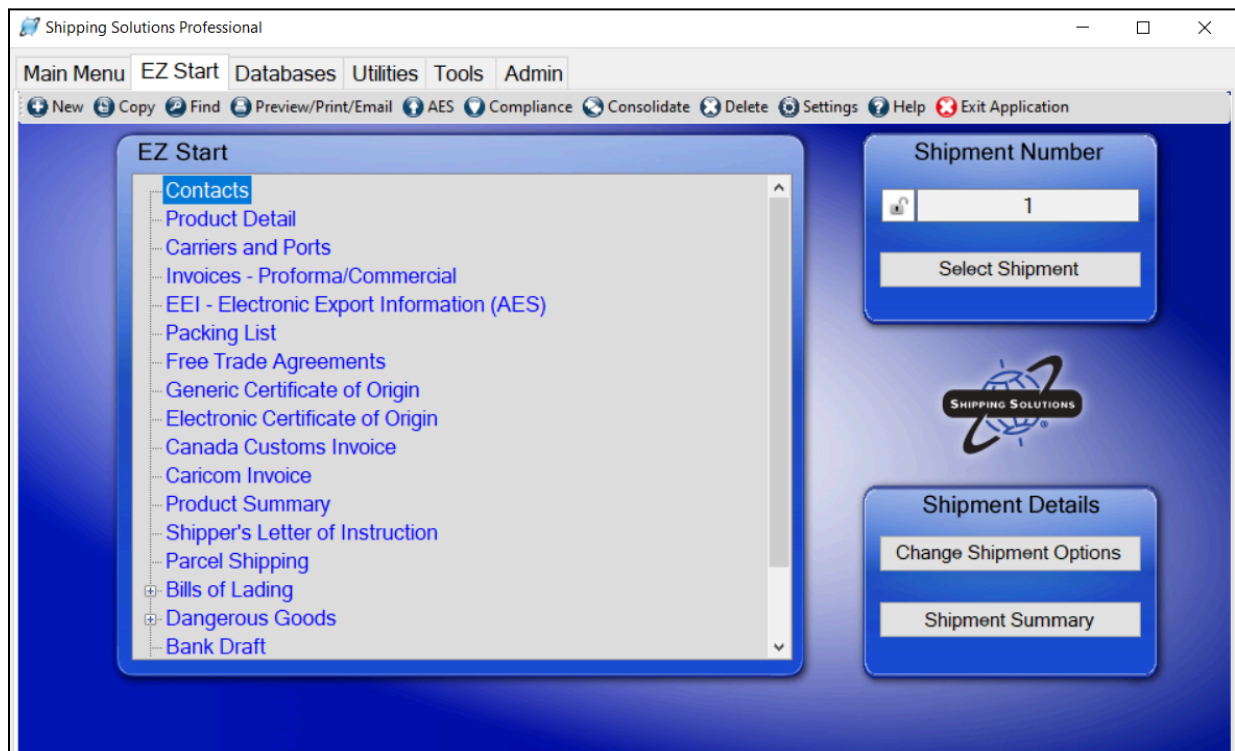 Shipping Solutions Professional
Main Menu EZ Start Databases Utilities Tools Admin
New Copy Find Preview/Print/Email AES Compliance Consolidate Delete Settings Help Exit Application
EZ Start
Contacts
Product Detail
Carriers and Ports
Invoices - Proforma/Commercial
EEI - Electronic Export Information (AES)
Packing List
Free Trade Agreements
Generic Certificate of Origin
Electronic Certificate of Origin
Canada Customs Invoice
Caricom Invoice
Product Summary
Shipper's Letter of Instruction
Parcel Shipping
Bills of Lading
Dangerous Goods
Bank Draft
Shipment Number
1
Select Shipment
SHIPPING SOLUTIONS
®
Shipment Details
Change Shipment Options
Shipment Summary